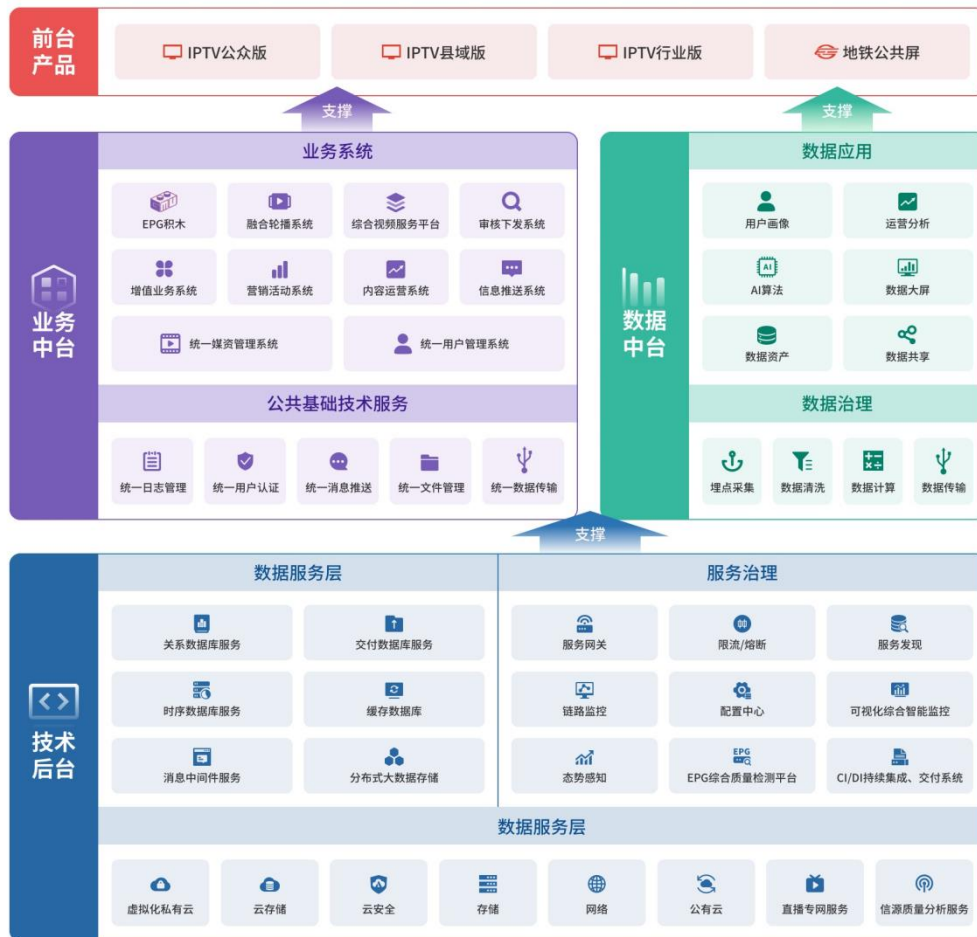 前台
产品
IPTV公众版
IPTV县域版
IPTV行业版
地铁公共屏
支撑
支撑
业务
中台
业务系统
EPG积木
融合轮播系统
综合视频服务平台
审核下发系统
增值业务系统
营销活动系统
内容运营系统
信息推送系统
统一媒资管理系统
统一用户管理系统
公共基础技术服务
统一日志管理
统一用户认证
统一消息推送
统一文件管理
统一数据传输
数据
中台
数据应用
用户画像
运营分析
AI
AI算法
数据大屏
数据资产
数据共享
数据治理
埋点采集
数据清洗
数据计算
数据传输
支撑
技术
后台
数据服务层
关系数据库服务
交付数据库服务
时序数据库服务
缓存数据库
消息中间件服务
分布式大数据存储
服务治理
服务网关
限流/熔断
服务发现
链路监控
配置中心
可视化综合智能监控
态势感知
EPG
EPG综合质量检测平台
CI/DI持续集成、交付系统
数据服务层
虚拟化私有云
云存储
云安全
存储
网络
公有云
直播专网服务
信源质量分析服务